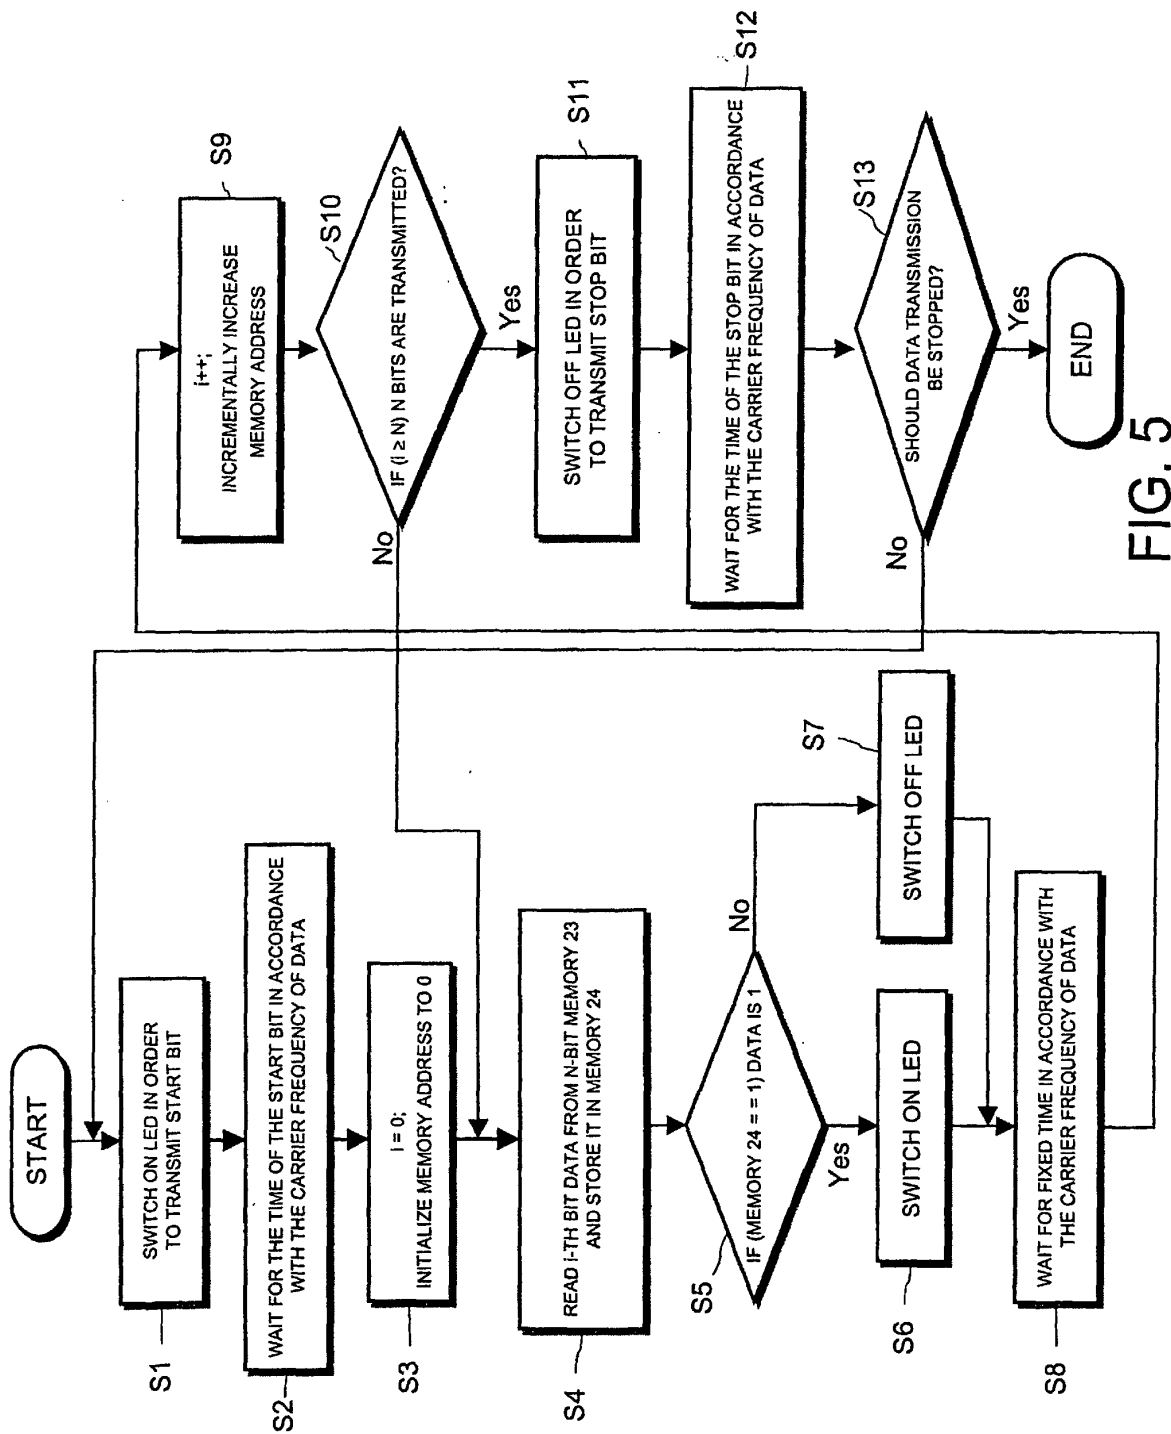 START
S1
SWITCH ON LED IN ORDER
TO TRANSMIT START BIT
S2
WAIT FOR THE TIME OF THE START BIT IN ACCORDANCE
WITH THE CARRIER FREQUENCY OF DATA
S3
i = 0;
INITIALIZE MEMORY ADDRESS TO 0
S4
READ i-TH BIT DATA FROM N-BIT MEMORY 23
AND STORE IT IN MEMORY 24
S5
IF (MEMORY 24 = = 1) DATA IS 1
Yes
No
S6
SWITCH ON LED
S7
SWITCH OFF LED
S8
WAIT FOR FIXED TIME IN ACCORDANCE WITH
THE CARRIER FREQUENCY OF DATA
S9
i++;
INCREMENTALLY INCREASE
MEMORY ADDRESS
S10
IF (i ≥ N) N BITS ARE TRANSMITTED?
No
Yes
S11
SWITCH OFF LED IN ORDER
TO TRANSMIT STOP BIT
S12
WAIT FOR THE TIME OF THE STOP BIT IN ACCORDANCE
WITH THE CARRIER FREQUENCY OF DATA
S13
SHOULD DATA TRANSMISSION
BE STOPPED?
No
Yes
END
FIG. 5